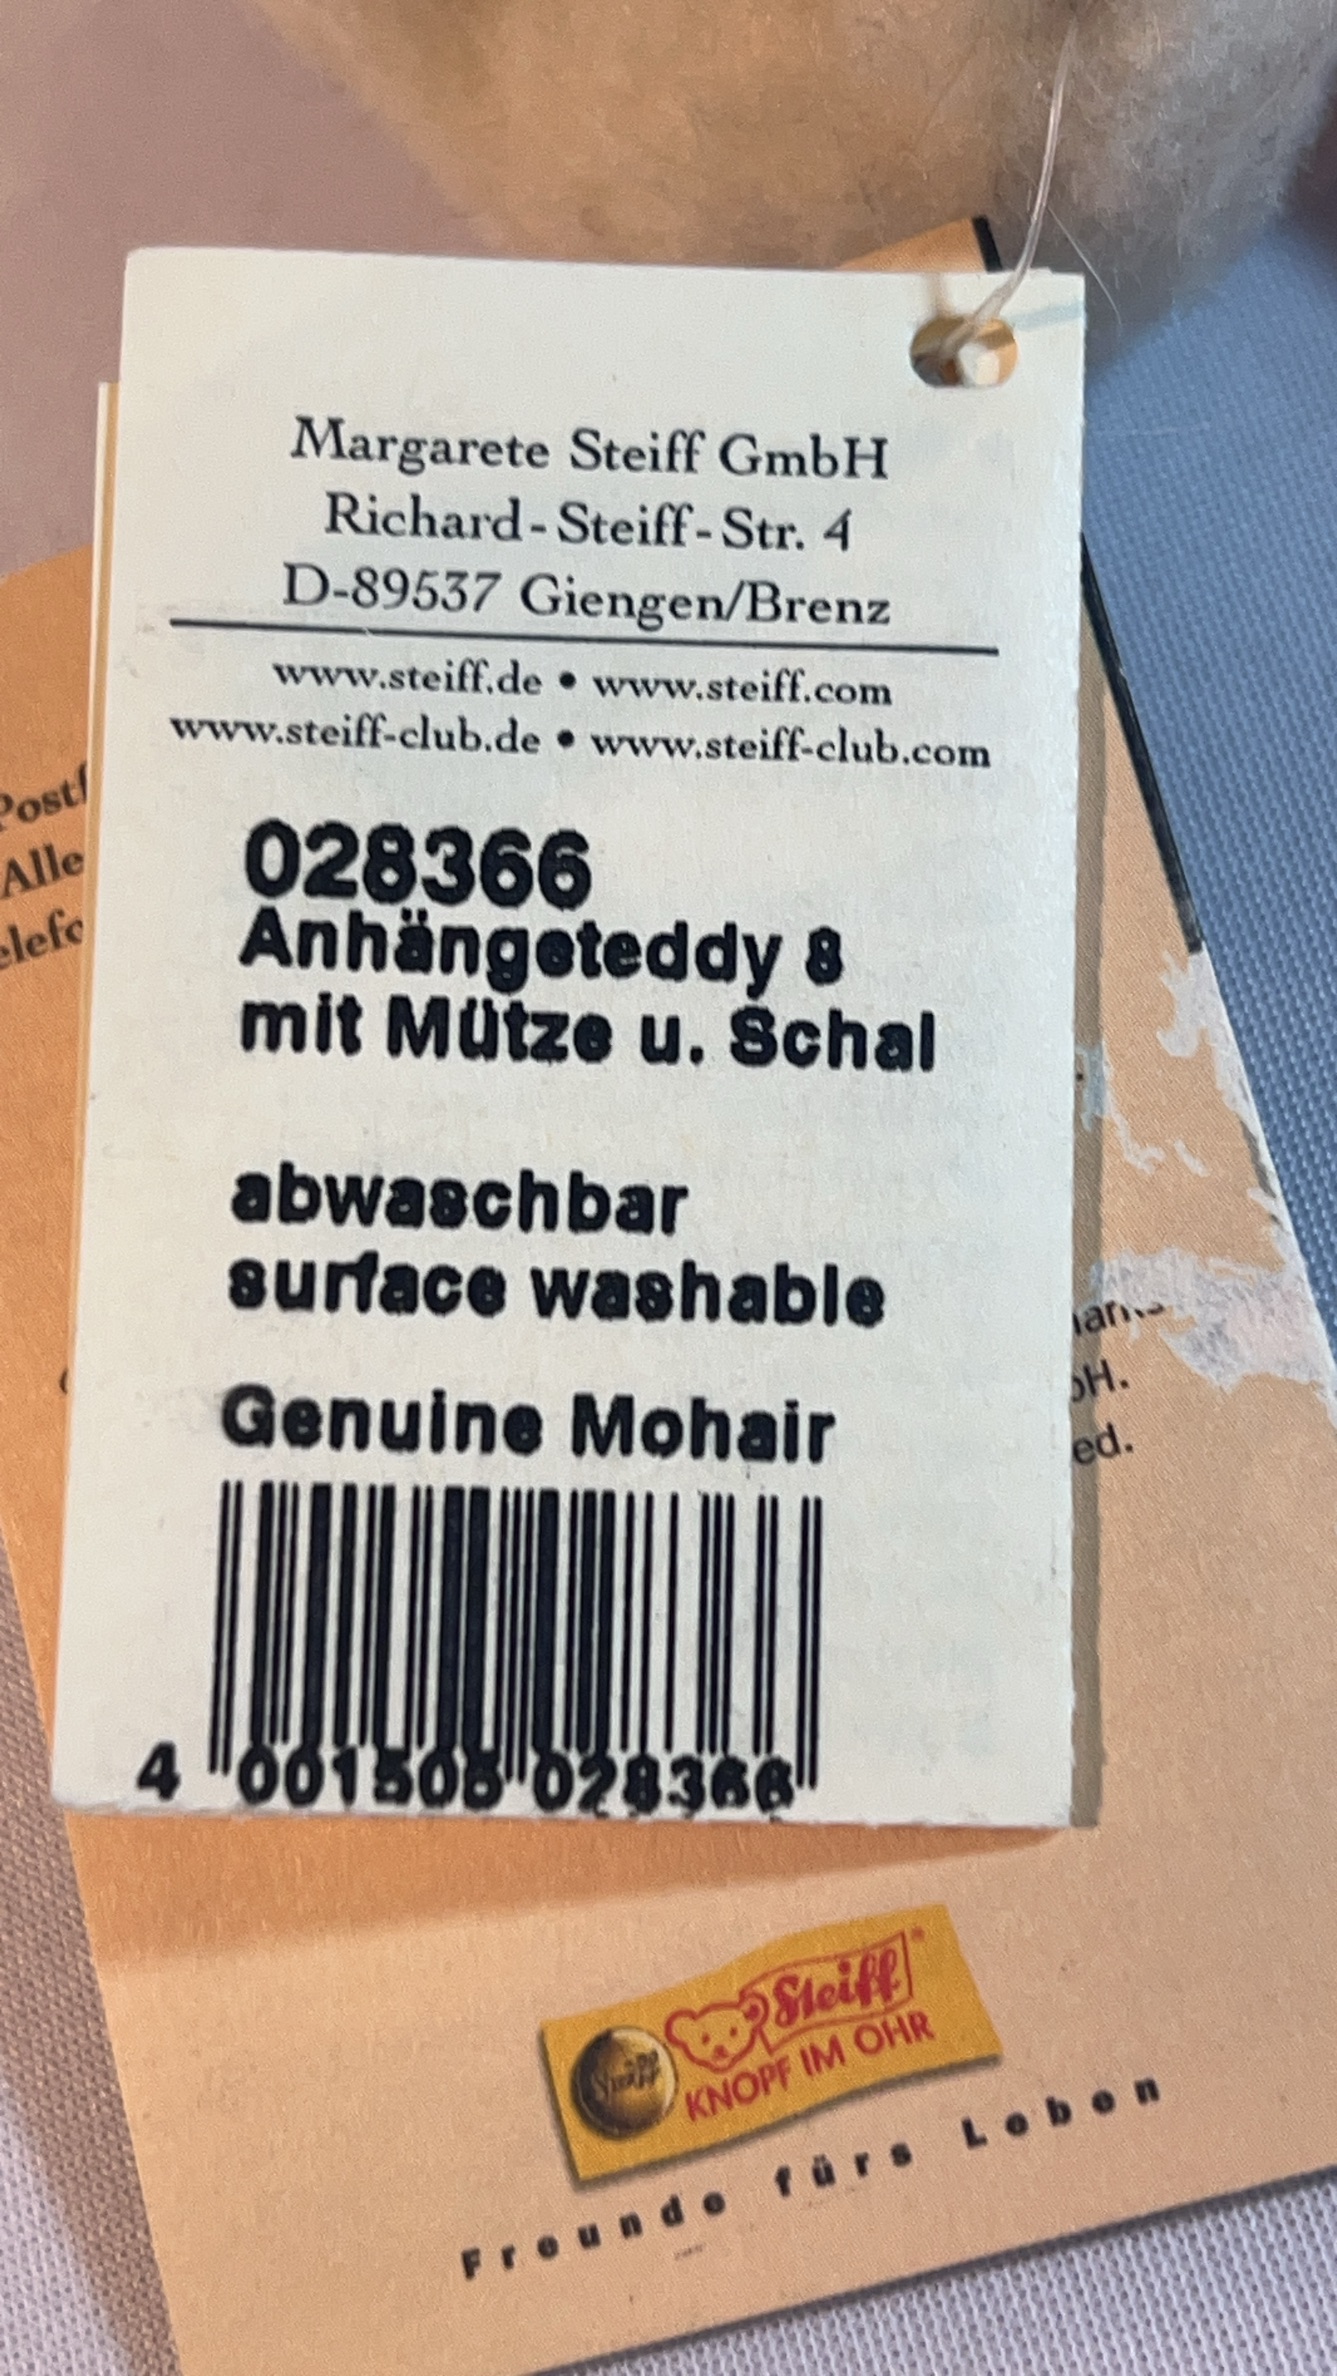 Margarete Steiff GmbH
Richard-Steiff-Str. 4
D-89537 Giengen/Brenz
www.steiff.de • www.steiff.com
www.steiff-club.de • www.steiff-club.com
028366
Anhängeteddy 8
mit Mütze u. Schal
abwaschbar
surface washable
Genuine Mohair
4 001505 028366
Alle
ed.
Steiff
KNOPF IM OHR
Freunde fürs Leben